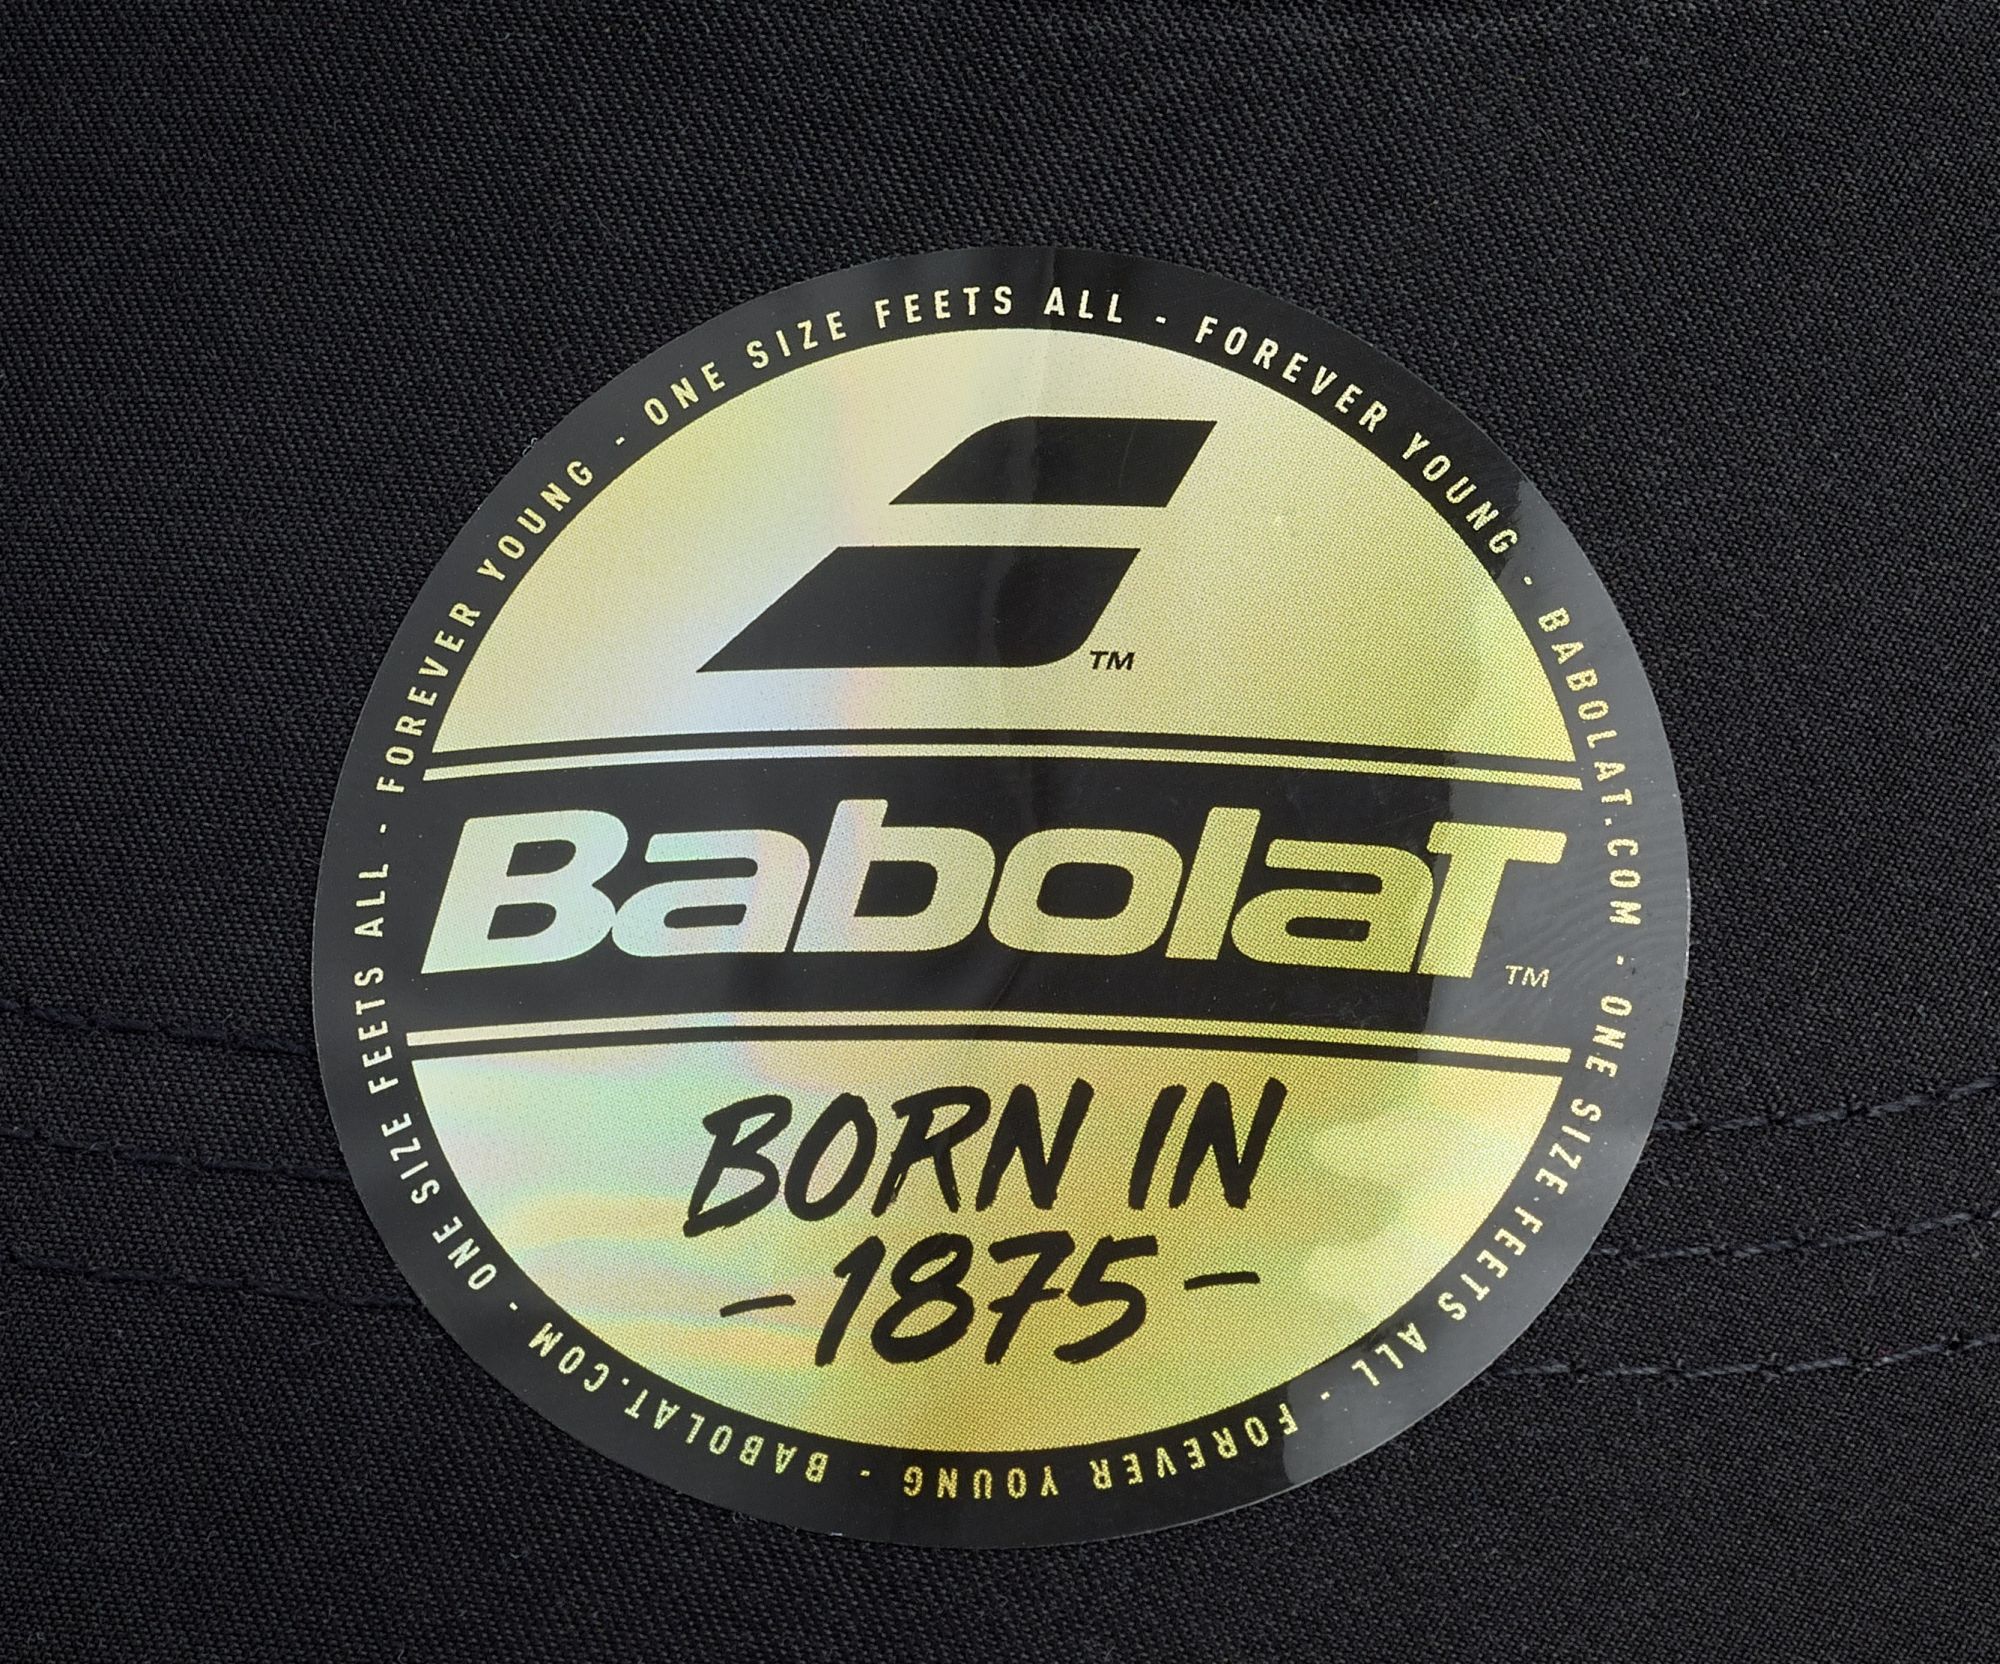 TM
BabolaT
TM
BORN IN
- 1875 -
ONE SIZE FEETS ALL - FOREVER YOUNG - BABOLAT.COM - ONE SIZE FEETS ALL - FOREVER YOUNG - BABOLAT.COM - ONE SIZE FEETS ALL - FOREVER YOUNG -